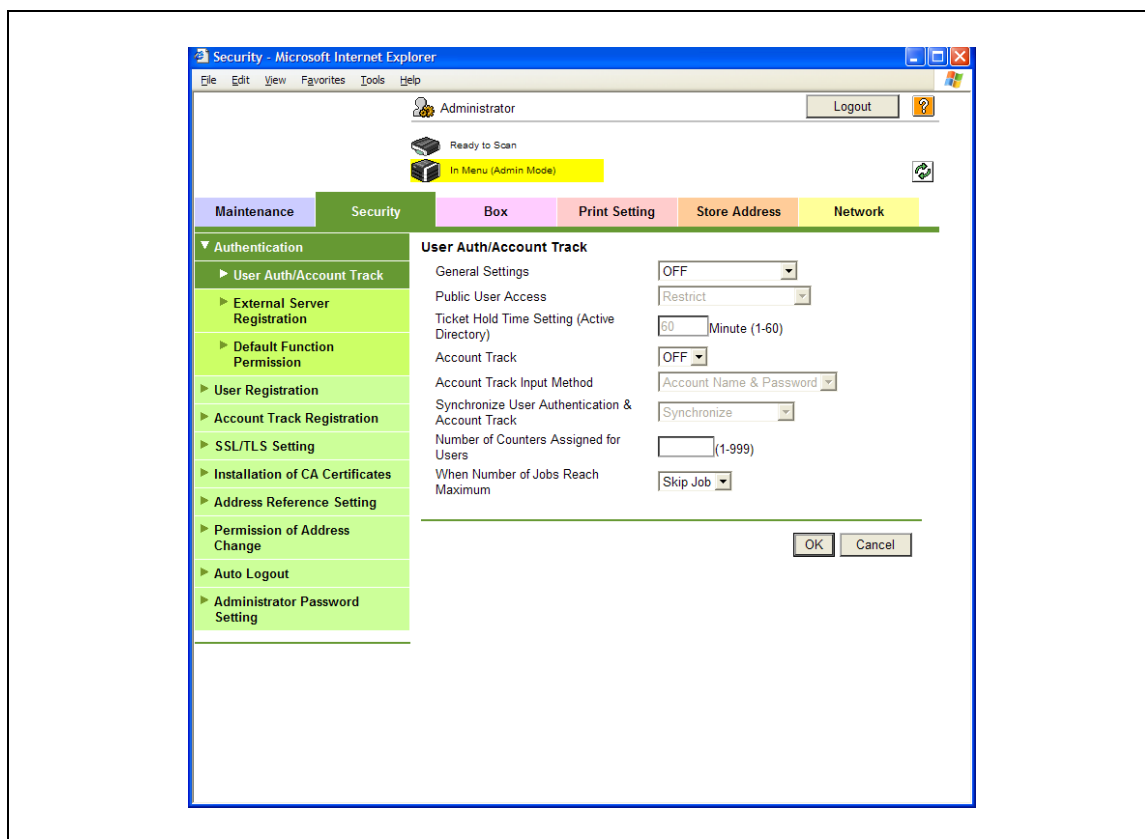 Security - Microsoft Internet Explorer
File Edit View Favorites Tools Help
Administrator
Logout
?
Ready to Scan
In Menu (Admin Mode)
Maintenance Security Box Print Setting Store Address Network
Authentication
User Auth/Account Track
External Server
Registration
Default Function
Permission
User Registration
Account Track Registration
SSL/TLS Setting
Installation of CA Certificates
Address Reference Setting
Permission of Address
Change
Auto Logout
Administrator Password
Setting
User Auth/Account Track
General Settings OFF
Public User Access Restrict
Ticket Hold Time Setting (Active
Directory) 60 Minute (1-60)
Account Track OFF
Account Track Input Method Account Name & Password
Synchronize User Authentication &
Account Track Synchronize
Number of Counters Assigned for
Users (1-999)
When Number of Jobs Reach
Maximum Skip Job
OK Cancel